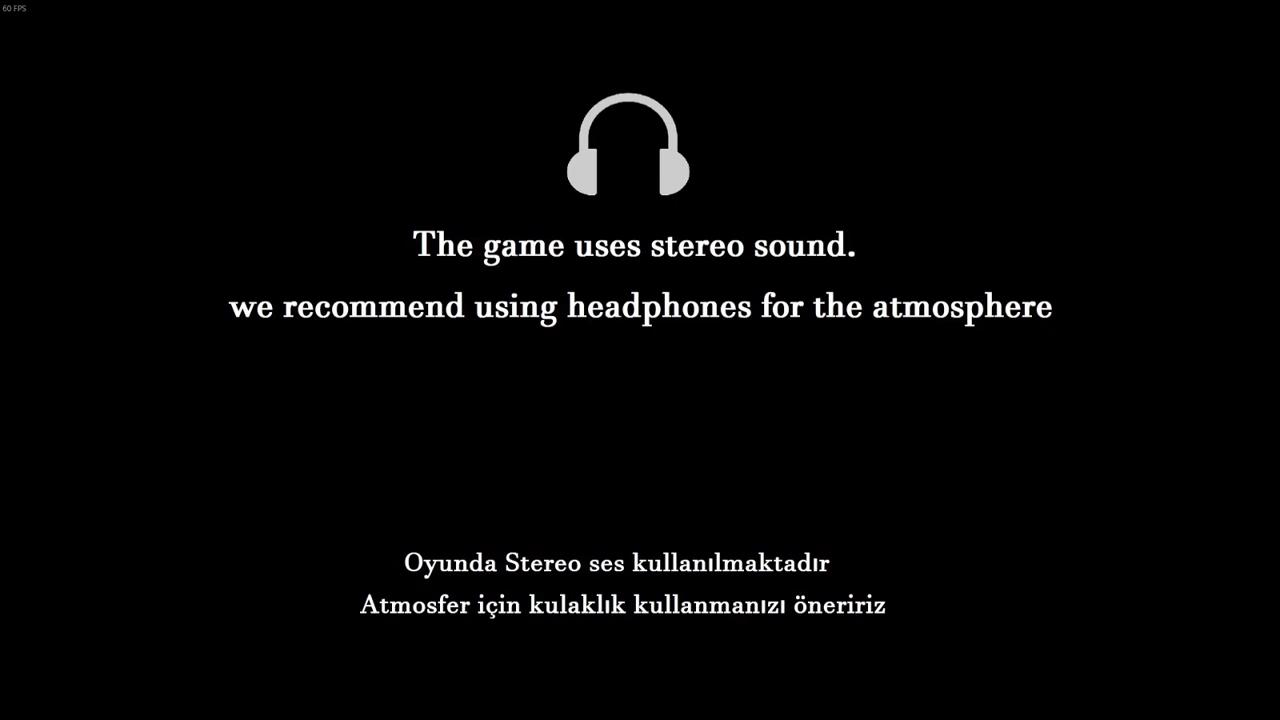 60 FPS
The game uses stereo sound.
we recommend using headphones for the atmosphere
Oyunda Stereo ses kullanılmaktadır
Atmosfer için kulaklık kullanmanızı öneririz